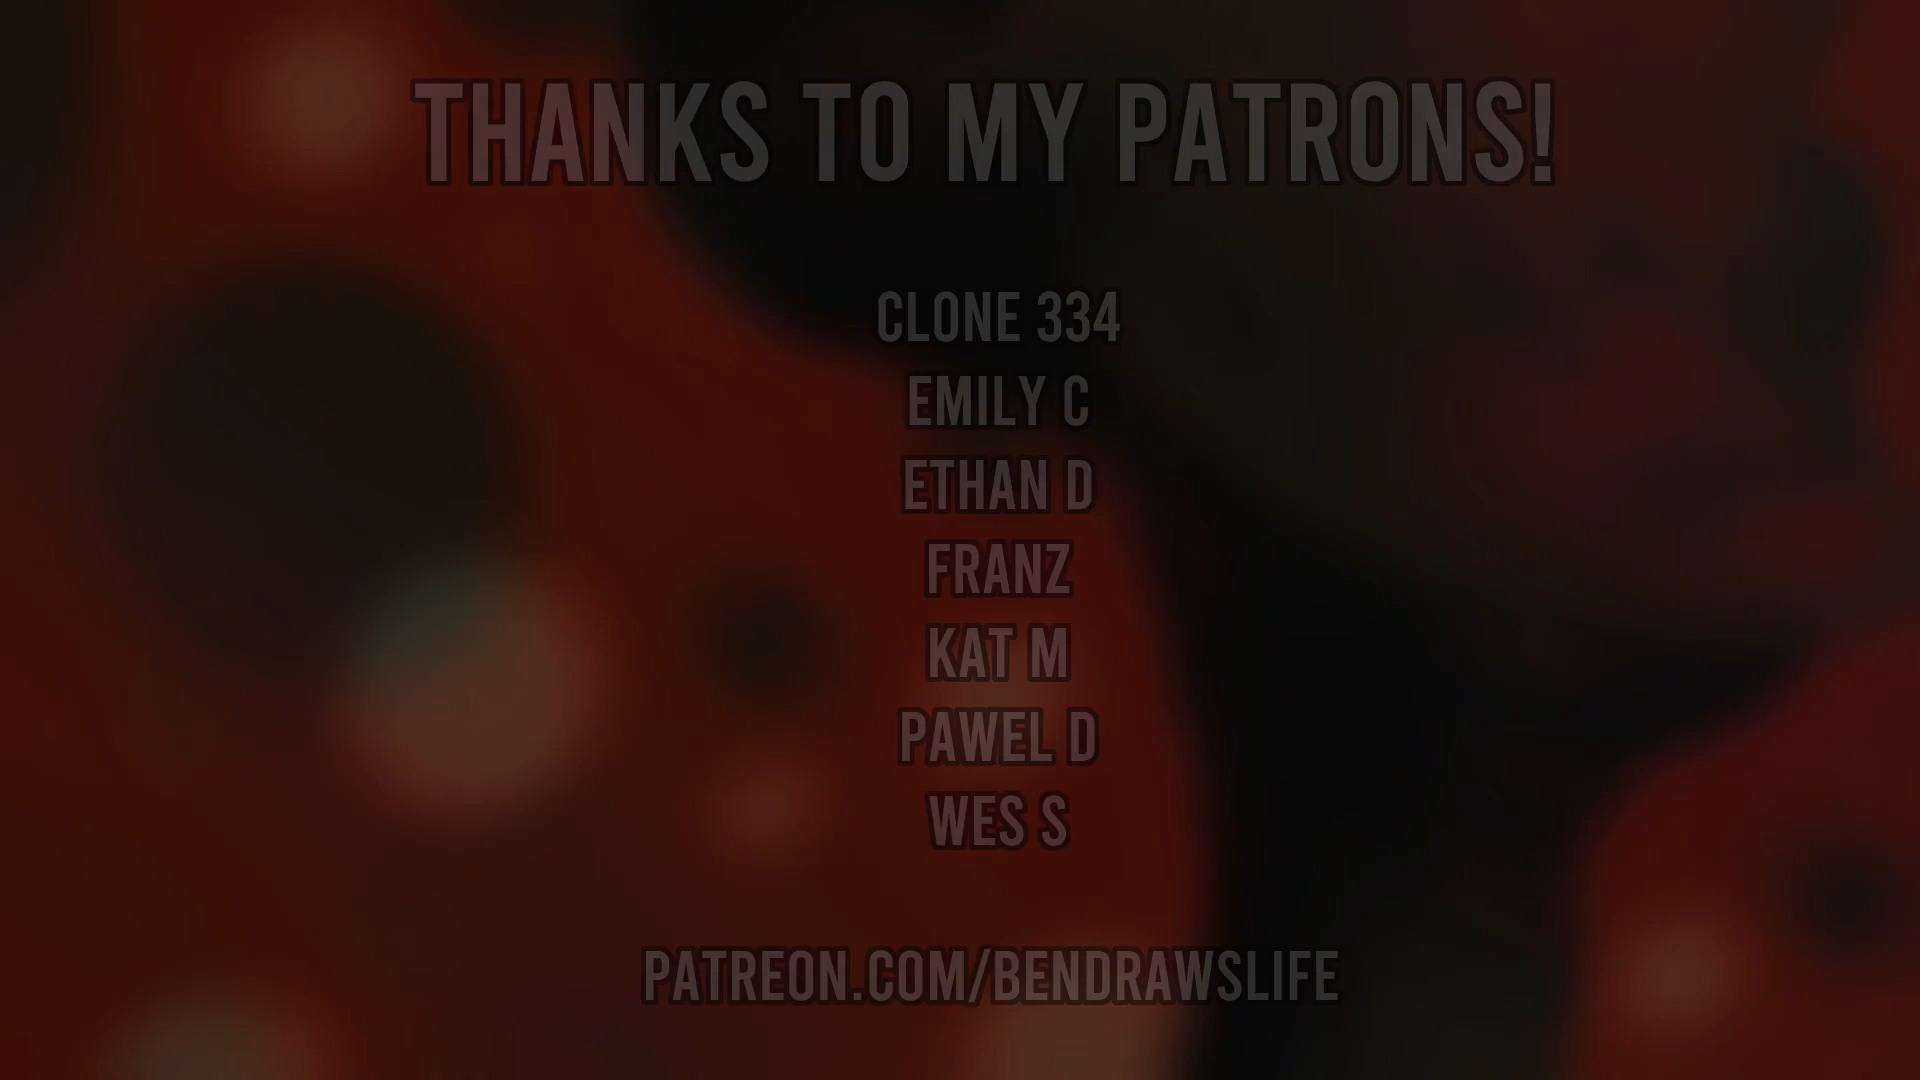 THANKS TO MY PATRONS!
CLONE 334
EMILY C
ETHAN D
FRANZ
KAT M
PAWEL D
WES S
PATREON.COM/BENDRAWSLIFE